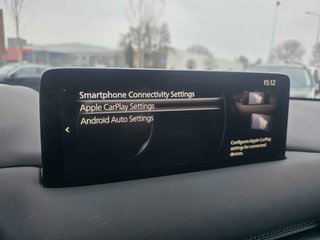 15:12
Smartphone Connectivity Settings
Apple CarPlay Settings
Android Auto Settings
Configures Apple CarPlay
settings for connected
devices.